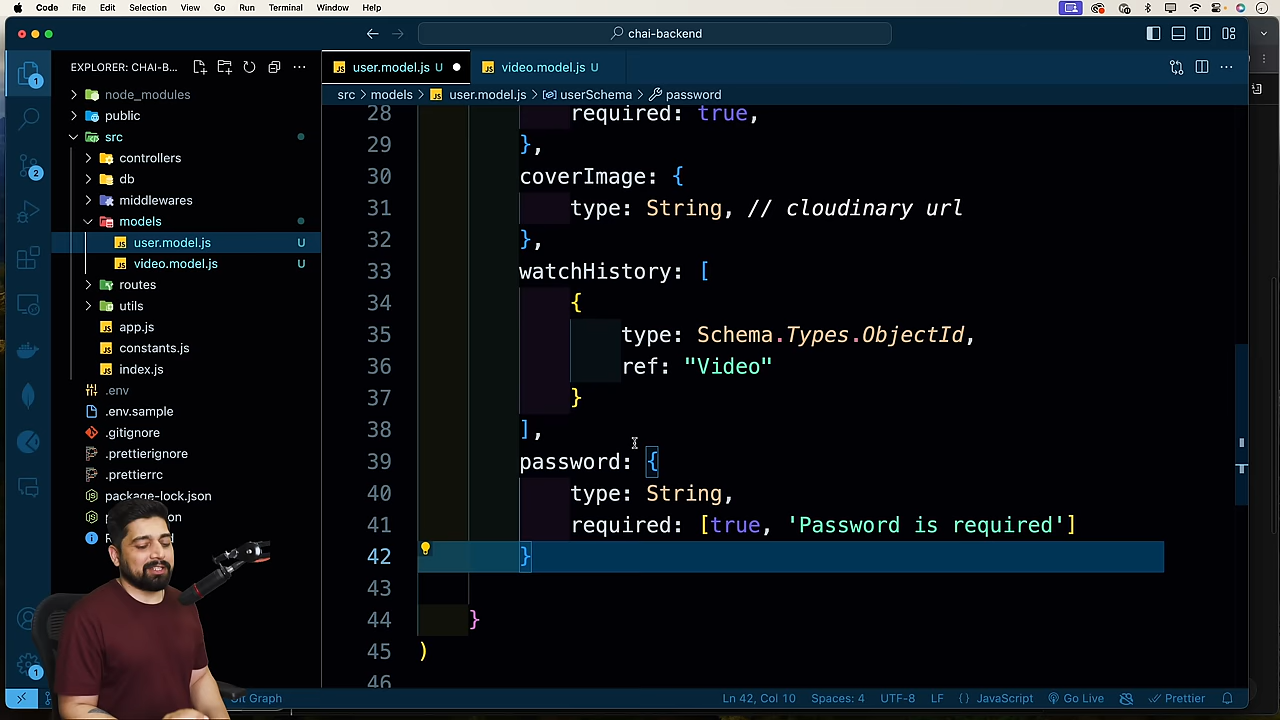 Code File Edit Selection View Go Run Terminal Window Help
chai-backend
EXPLORER: CHAI-B...
user.model.js U
video.model.js U
src > models > user.model.js > userSchema > password
node_modules
public
src
controllers
db
middlewares
models
user.model.js U
video.model.js U
routes
utils
app.js
constants.js
index.js
.env
.env.sample
.gitignore
.prettierignore
.prettierrc
package-lock.json
1
2
1
28 required: true,
29 },
30 coverImage: {
31 type: String, // cloudinary url
32 },
33 watchHistory: [
34 {
35 type: Schema.Types.ObjectId,
36 ref: "Video"
37 }
38 ],
39 password: {
40 type: String,
41 required: [true, 'Password is required']
42 }
43
44 }
45 )
46
Git Graph
Ln 42, Col 10 Spaces: 4 UTF-8 LF {} JavaScript Go Live Prettier